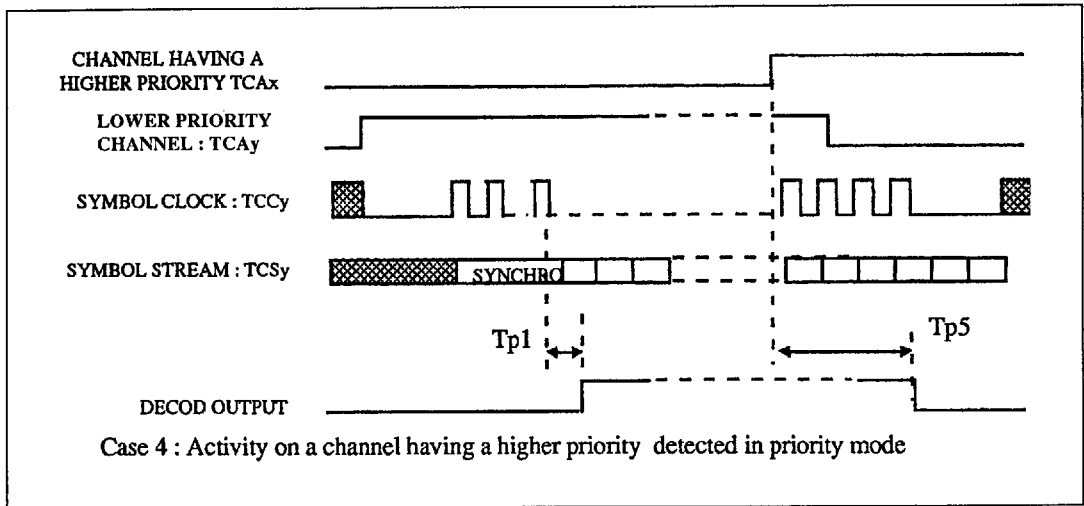 CHANNEL HAVING A
HIGHER PRIORITY TCAx
LOWER PRIORITY
CHANNEL : TCAy
SYMBOL CLOCK : TCCy
SYMBOL STREAM : TCSy
SYNCHRO
Tp1
Tp5
DECOD OUTPUT
Case 4 : Activity on a channel having a higher priority detected in priority mode